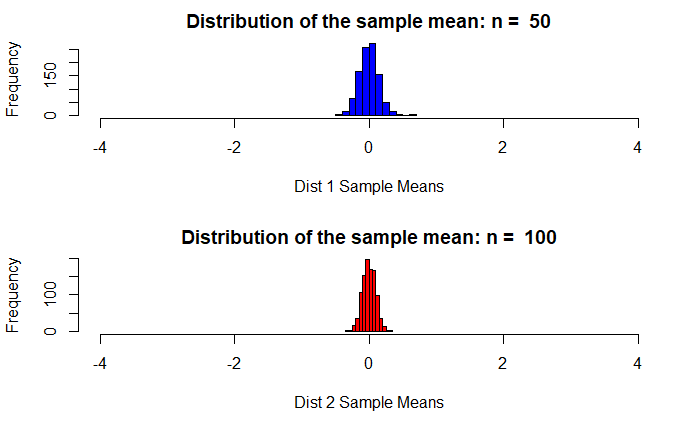 Distribution of the sample mean: n =  50
Frequency
150
0
-4 -2 0 2 4
Dist 1 Sample Means
Distribution of the sample mean: n =  100
Frequency
100
0
-4 -2 0 2 4
Dist 2 Sample Means